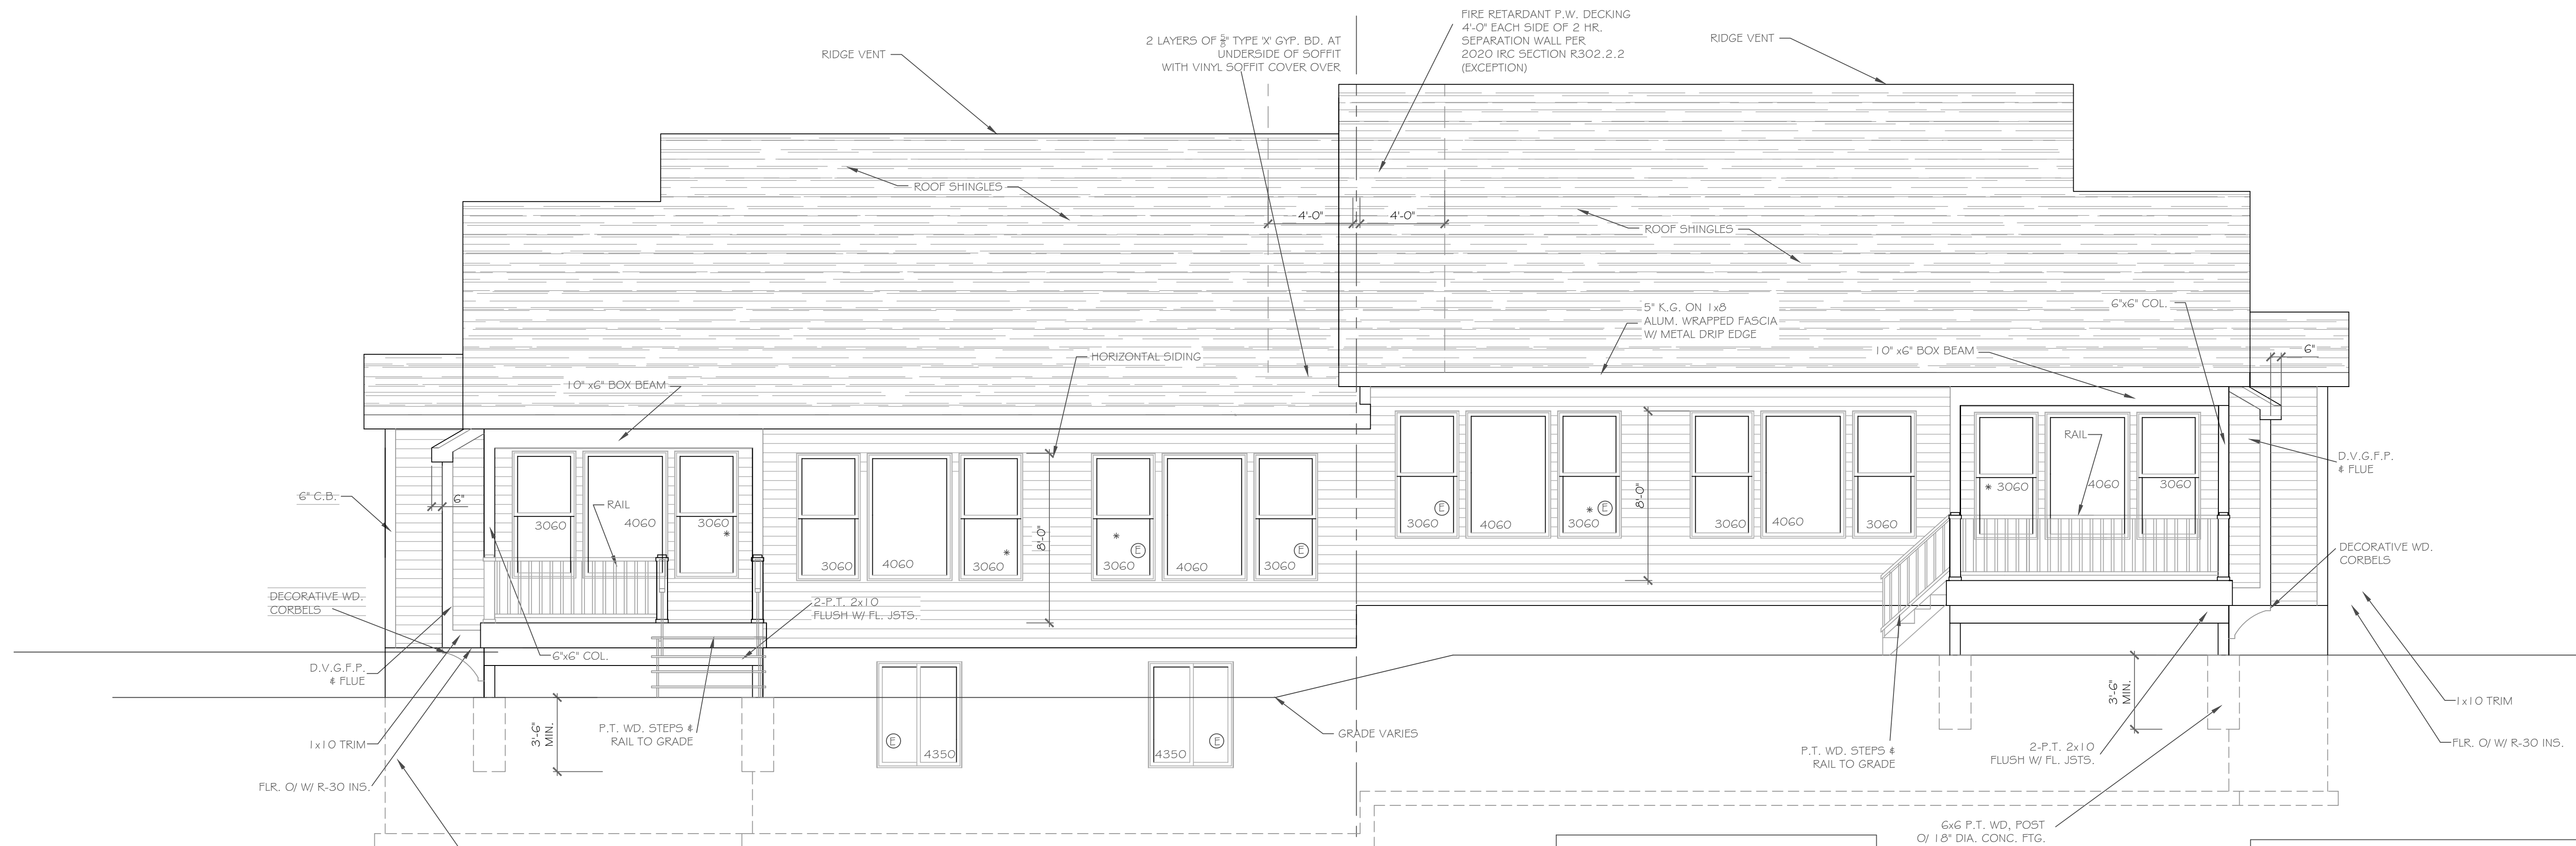 FIRE RETARDANT P.W. DECKING
4'-0" EACH SIDE OF 2 HR.
SEPARATION WALL PER
2020 IRC SECTION R302.2.2
(EXCEPTION)
RIDGE VENT
2 LAYERS OF 5/8" TYPE 'X' GYP. BD. AT
UNDERSIDE OF SOFFIT
WITH VINYL SOFFIT COVER OVER
RIDGE VENT
ROOF SHINGLES
4'-0"
4'-0"
ROOF SHINGLES
5" K.G. ON 1x8
ALUM. WRAPPED FASCIA
W/ METAL DRIP EDGE
6"x6" COL.
10" x6" BOX BEAM
6"
HORIZONTAL SIDING
10" x6" BOX BEAM
RAIL
D.V.G.F.P.
& FLUE
6" C.B.
6"
RAIL
3060
4060
3060
*
3060
4060
3060
*
8'-0"
*
E
3060
4060
E
3060
E
3060
4060
*
E
3060
8'-0"
3060
4060
3060
* 3060
4060
3060
DECORATIVE WD.
CORBELS
DECORATIVE WD.
CORBELS
2-P.T. 2x10
FLUSH W/ FL. JSTS.
6"x6" COL.
D.V.G.F.P.
& FLUE
3'-6"
MIN.
3'-6"
MIN.
1x10 TRIM
P.T. WD. STEPS &
RAIL TO GRADE
E
4350
E
4350
GRADE VARIES
1x10 TRIM
FLR. O/ W/ R-30 INS.
P.T. WD. STEPS &
RAIL TO GRADE
2-P.T. 2x10
FLUSH W/ FL. JSTS.
FLR. O/ W/ R-30 INS.
6x6 P.T. WD, POST
O/ 18" DIA. CONC. FTG.